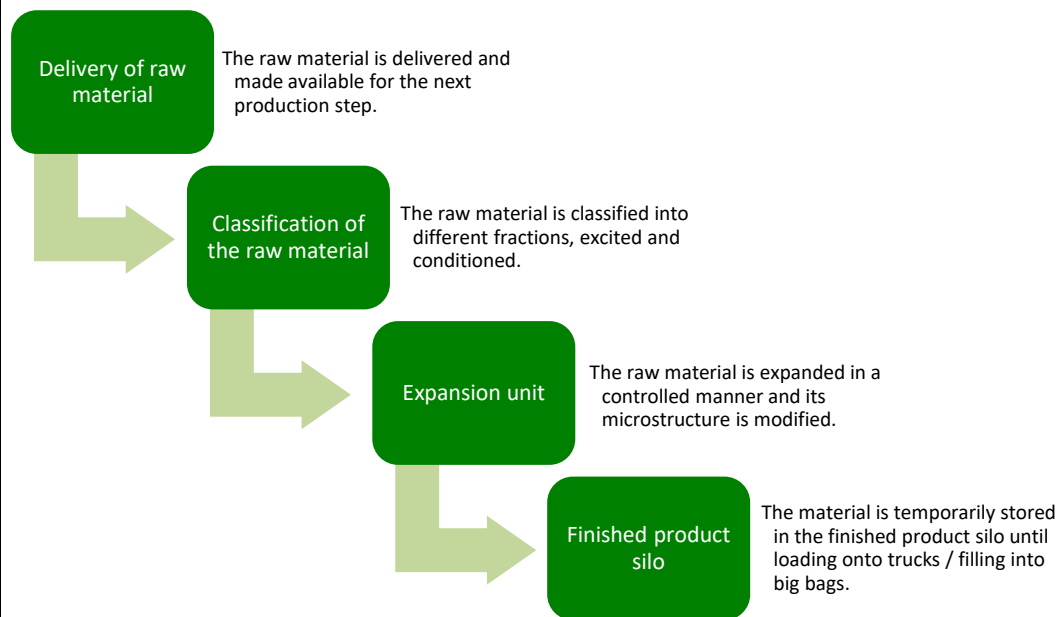 Delivery of raw
material
The raw material is delivered and
made available for the next
production step.
Classification of
the raw material
The raw material is classified into
different fractions, excited and
conditioned.
Expansion unit
The raw material is expanded in a
controlled manner and its
microstructure is modified.
Finished product
silo
The material is temporarily stored
in the finished product silo until
loading onto trucks / filling into
big bags.